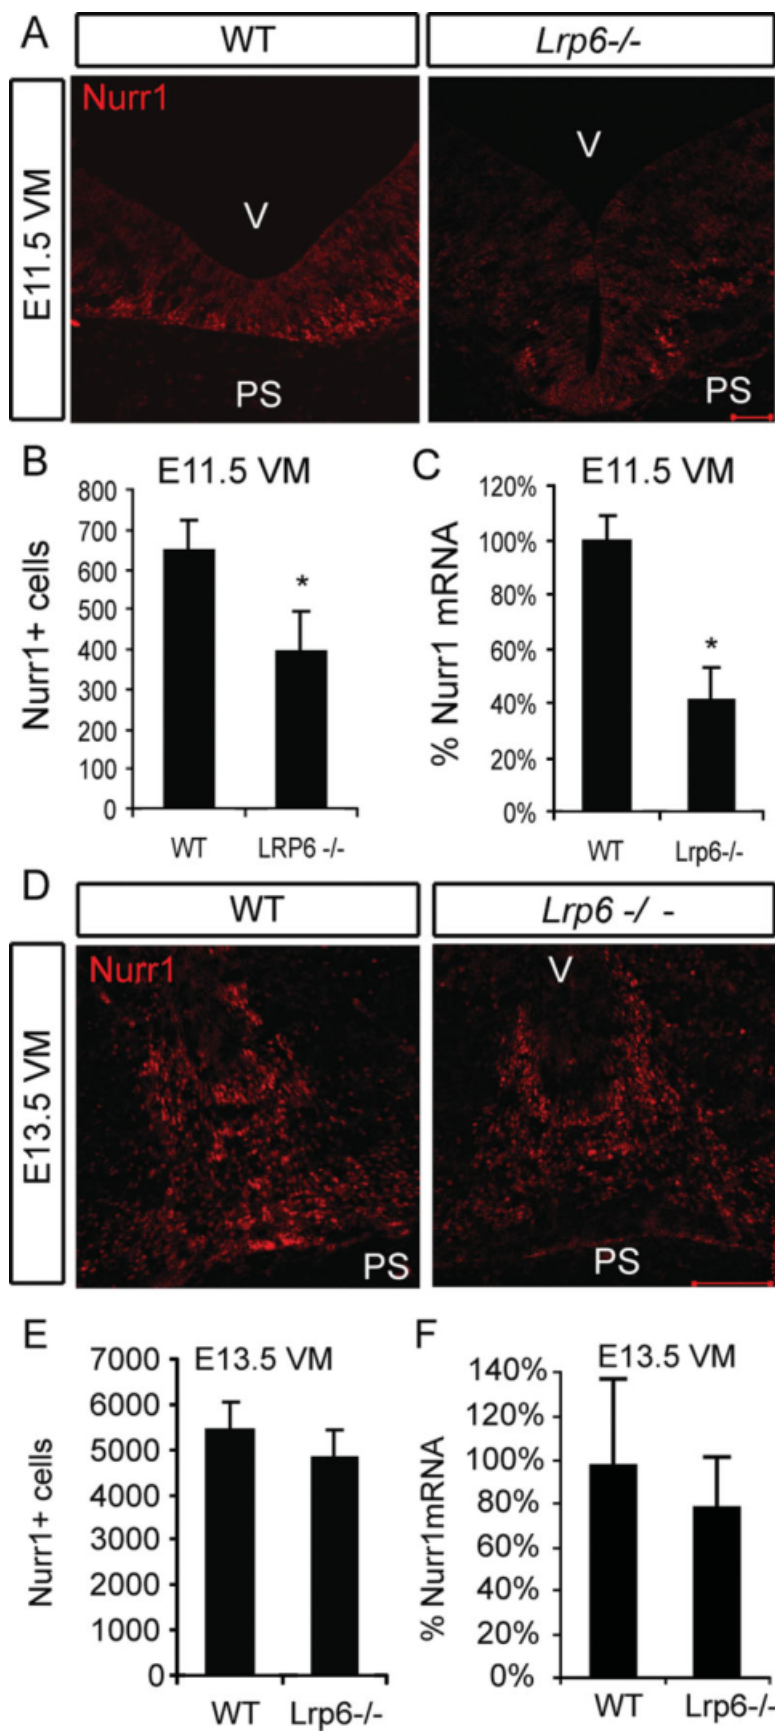 A
WT
Lrp6-/-
E11.5 VM
Nurr1
V
PS
V
PS
B
E11.5 VM
Nurr1+ cells
800
700
600
500
400
300
200
100
0
*
WT
LRP6 -/-
C
E11.5 VM
% Nurr1 mRNA
120%
100%
80%
60%
40%
20%
0%
*
WT
Lrp6-/-
D
WT
Lrp6 -/ -
E13.5 VM
Nurr1
PS
V
PS
E
E13.5 VM
Nurr1+ cells
7000
6000
5000
4000
3000
2000
1000
0
WT
Lrp6-/-
F
E13.5 VM
% Nurr1mRNA
140%
120%
100%
80%
60%
40%
20%
0%
WT
Lrp6-/-